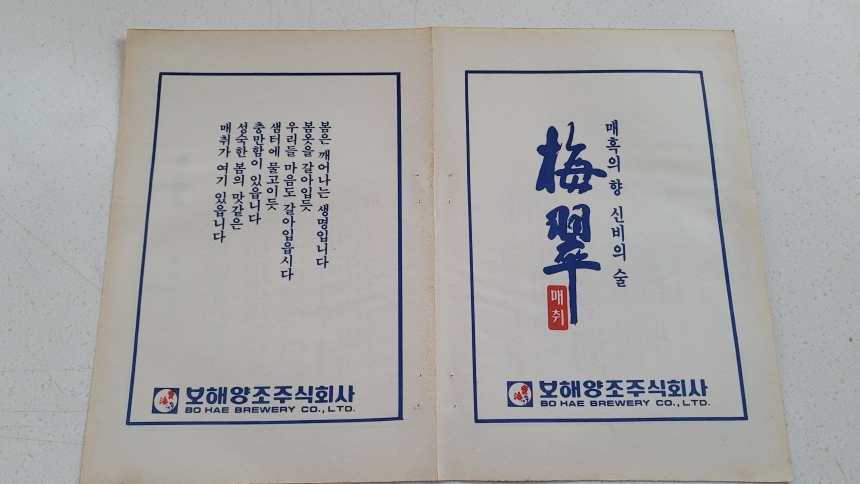 봄은 깨어나는 생명입니다
봄옷을 갈아입듯
우리들 마음도 갈아입읍시다
샘터에 물고이듯
충만함이 있읍니다
성숙한 봄의 맛같은
매취가 여기 있읍니다
보해양조주식회사
BO HAE BREWERY CO., LTD.
매혹의 향 신비의 술
梅翠
매취
보해양조주식회사
BO HAE BREWERY CO., LTD.